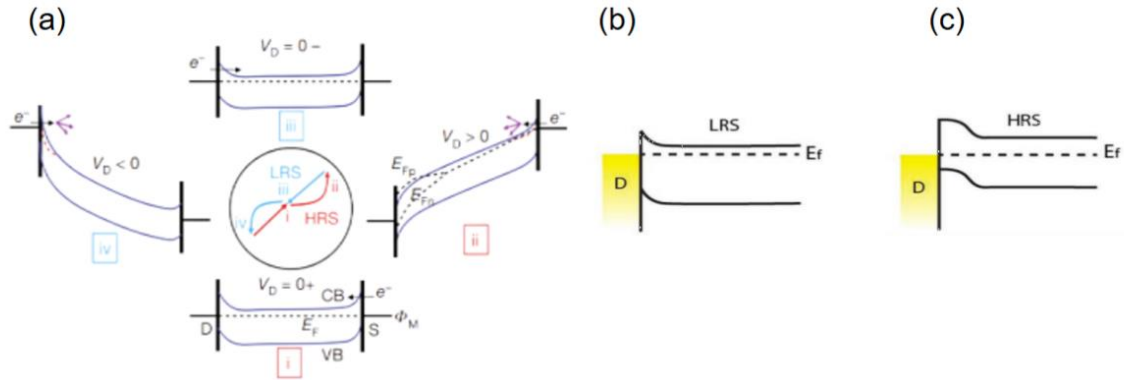 (a)
(b)
(c)
V_D = 0 –
e⁻
iii
e⁻
V_D < 0
iv
LRS
iii
ii
iv
i
HRS
V_D > 0
e⁻
E_Fp
E_Fn
ii
V_D = 0+
CB
e⁻
D
E_F
S
Φ_M
VB
i
LRS
Ef
D
HRS
Ef
D